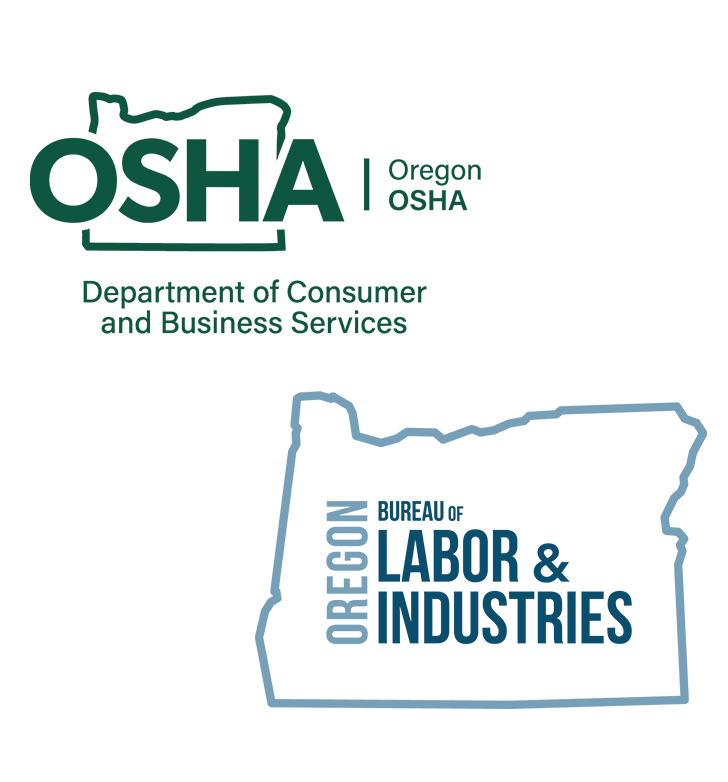 OSHA
Oregon
OSHA
Department of Consumer
and Business Services
OREGON
BUREAU OF
LABOR &
INDUSTRIES